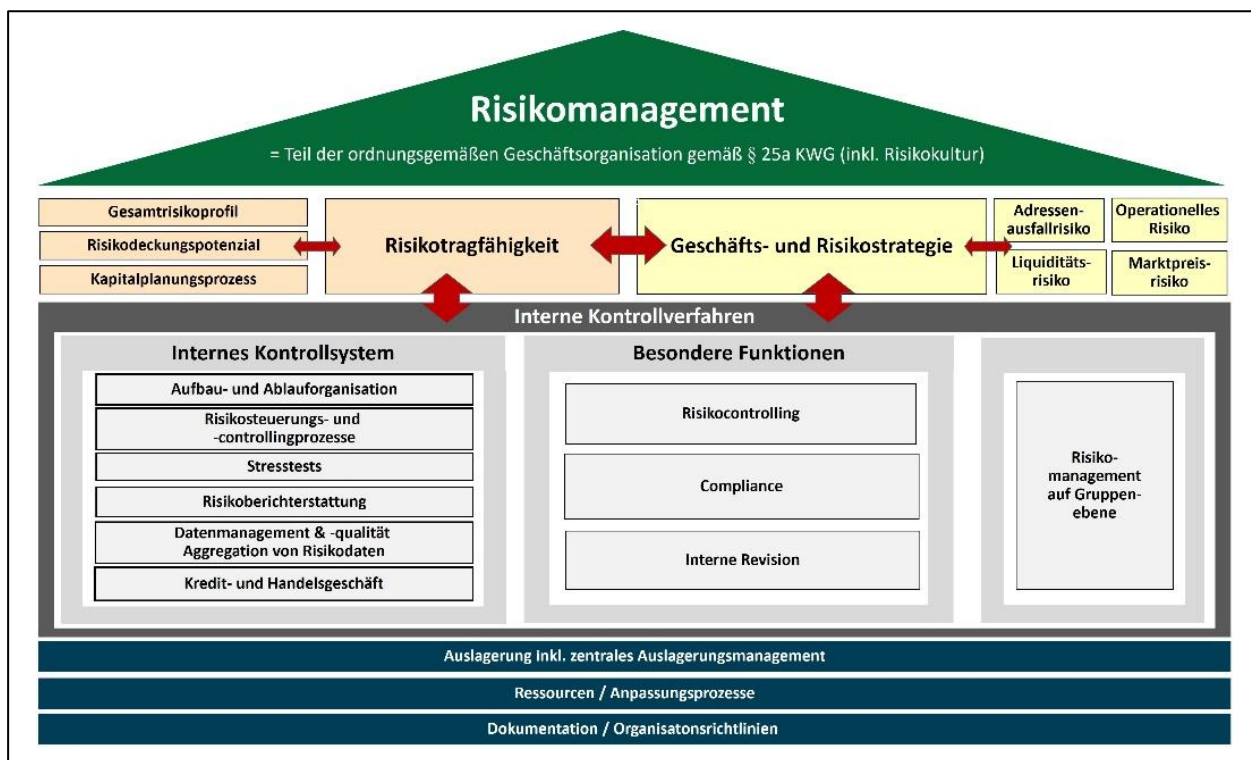 Risikomanagement
= Teil der ordnungsgemäßen Geschäftsorganisation gemäß § 25a KWG (inkl. Risikokultur)
Gesamtrisikoprofil
Risikodeckungspotenzial
Kapitalplanungsprozess
Risikotragfähigkeit
Geschäfts- und Risikostrategie
Adressen-
ausfallrisiko
Operationelles
Risiko
Liquiditäts-
risiko
Marktpreis-
risiko
Interne Kontrollverfahren
Internes Kontrollsystem
Aufbau- und Ablauforganisation
Risikosteuerungs- und
-controllingprozesse
Stresstests
Risikoberichterstattung
Datenmanagement & -qualität
Aggregation von Risikodaten
Kredit- und Handelsgeschäft
Besondere Funktionen
Risikocontrolling
Compliance
Interne Revision
Risiko-
management
auf Gruppen-
ebene
Auslagerung Inkl. zentrales Auslagerungsmanagement
Ressourcen / Anpassungsprozesse
Dokumentation / Organisatonsrichtlinien